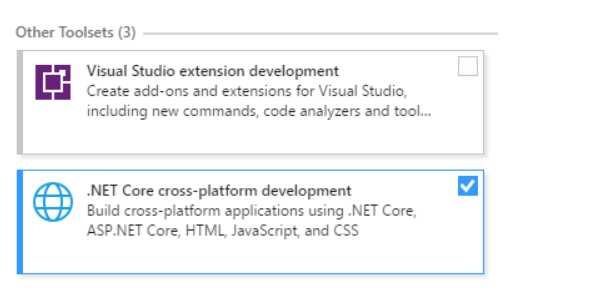 Other Toolsets (3)
Visual Studio extension development
Create add-ons and extensions for Visual Studio,
including new commands, code analyzers and tool...
.NET Core cross-platform development
Build cross-platform applications using .NET Core,
ASP.NET Core, HTML, JavaScript, and CSS